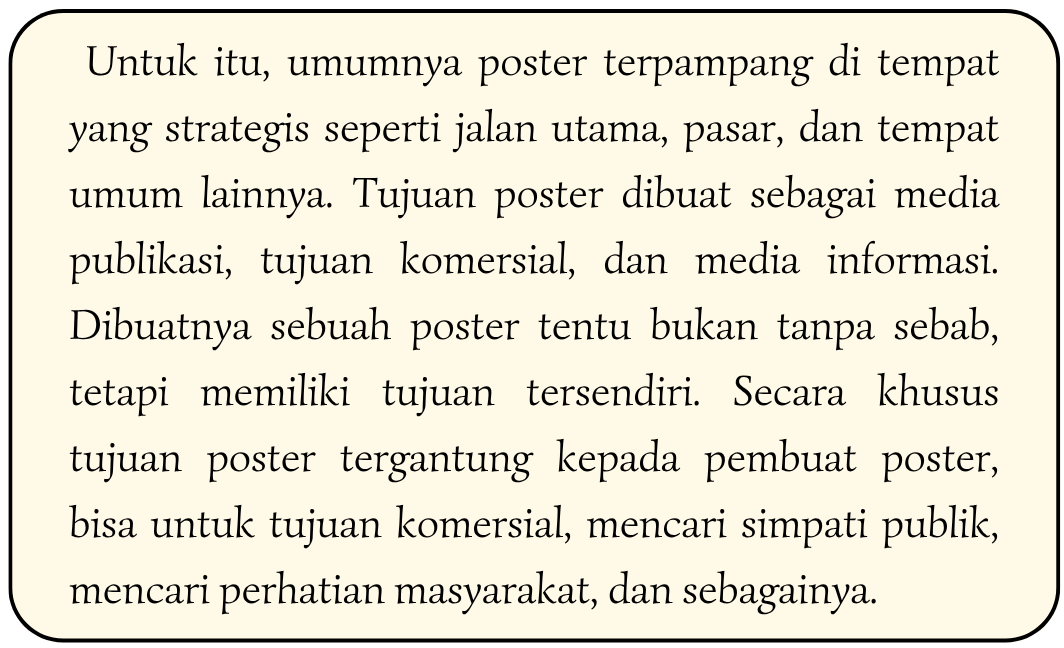 Untuk itu, umumnya poster terpampang di tempat
yang strategis seperti jalan utama, pasar, dan tempat
umum lainnya. Tujuan poster dibuat sebagai media
publikasi, tujuan komersial, dan media informasi.
Dibuatnya sebuah poster tentu bukan tanpa sebab,
tetapi memiliki tujuan tersendiri. Secara khusus
tujuan poster tergantung kepada pembuat poster,
bisa untuk tujuan komersial, mencari simpati publik,
mencari perhatian masyarakat, dan sebagainya.